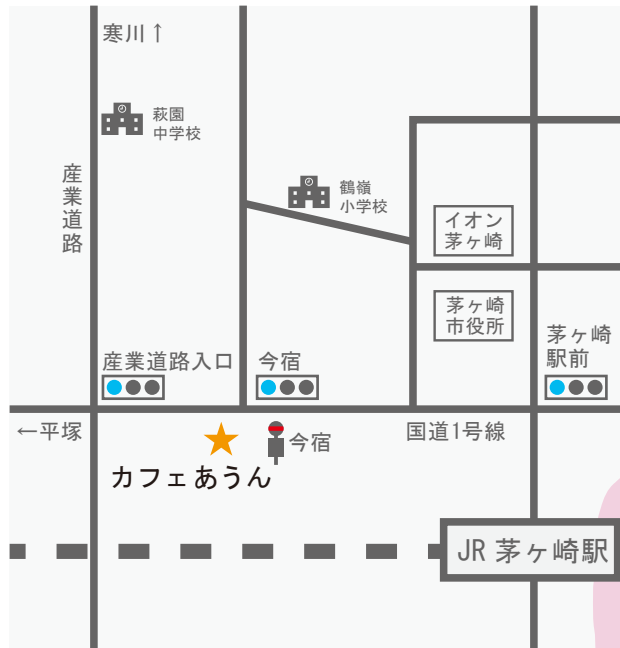 寒川↑
萩園
中学校
産業道路
鶴嶺
小学校
イオン
茅ヶ崎
茅ヶ崎
市役所
茅ヶ崎
駅前
産業道路入口
今宿
←平塚
今宿
国道1号線
カフェあうん
JR 茅ヶ崎駅